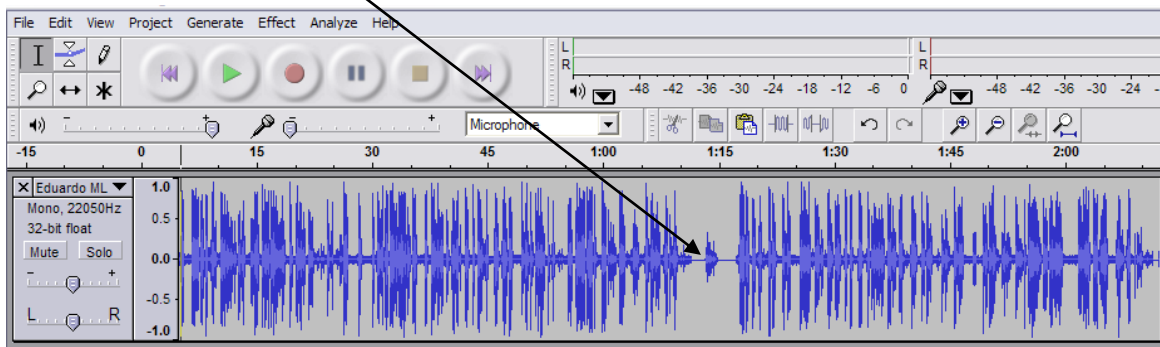 File Edit View Project Generate Effect Analyze Help
L L
R R
-48 -42 -36 -30 -24 -18 -12 -6 0 -48 -42 -36 -30 -24 -
- + - + Microphone
-15 0 15 30 45 1:00 1:15 1:30 1:45 2:00
X Eduardo ML 1.0
Mono, 22050Hz
32-bit float 0.5
Mute Solo 0.0
- +
-0.5
L R -1.0